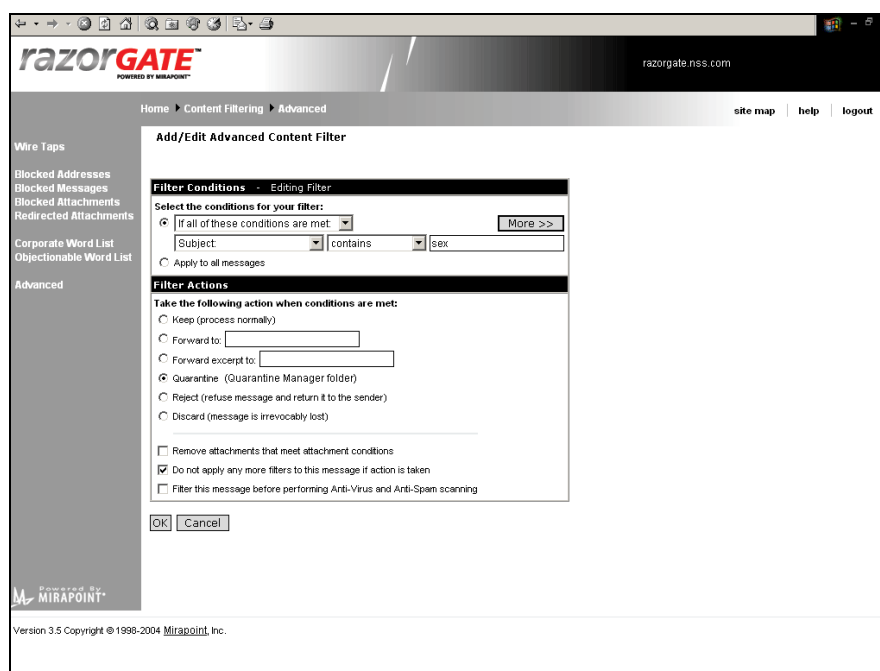 razorGATE™
POWERED BY MIRAPOINT™
razorgate.nss.com
Home Content Filtering Advanced
site map | help | logout
Wire Taps
Blocked Addresses
Blocked Messages
Blocked Attachments
Redirected Attachments
Corporate Word List
Objectionable Word List
Advanced
Add/Edit Advanced Content Filter
Filter Conditions - Editing Filter
Select the conditions for your filter:
If all of these conditions are met:
More >>
Subject: contains sex
Apply to all messages
Filter Actions
Take the following action when conditions are met:
Keep (process normally)
Forward to:
Forward excerpt to:
Quarantine (Quarantine Manager folder)
Reject (refuse message and return it to the sender)
Discard (message is irrevocably lost)
Remove attachments that meet attachment conditions
Do not apply any more filters to this message if action is taken
Filter this message before performing Anti-Virus and Anti-Spam scanning
OK Cancel
Powered By
MIRAPOINT
Version 3.5 Copyright © 1998-2004 Mirapoint, Inc.